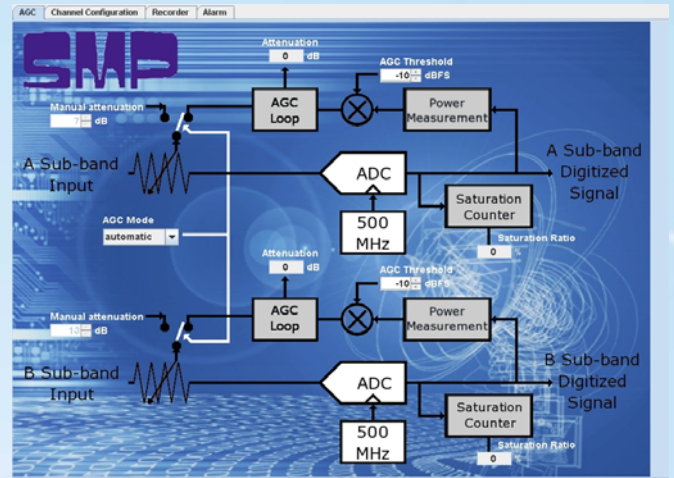 AGC Channel Configuration Recorder Alarm
SMP
Attenuation
0 dB
AGC Threshold
-10 dBFS
Manual attenuation
7 dB
AGC
Loop
Power
Measurement
A Sub-band
Input
ADC
A Sub-band
Digitized
Signal
500
MHz
Saturation
Counter
Saturation Ratio
0 %
AGC Mode
automatic
Attenuation
0 dB
AGC Threshold
-10 dBFS
Manual attenuation
13 dB
AGC
Loop
Power
Measurement
B Sub-band
Input
ADC
B Sub-band
Digitized
Signal
500
MHz
Saturation
Counter
Saturation Ratio
0 %